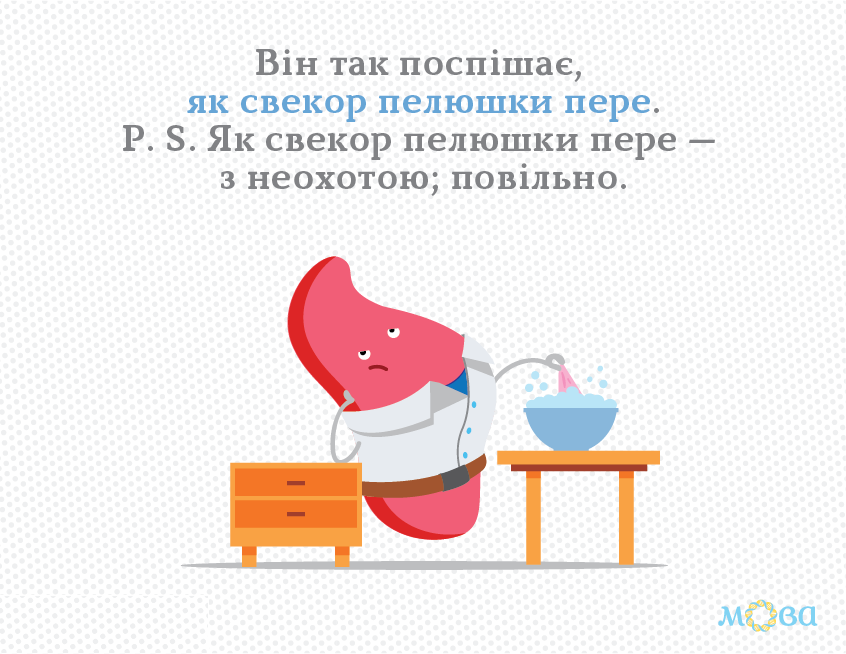 Він так поспішає,
як свекор пелюшки пере.
P. S. Як свекор пелюшки пере —
з неохотою; повільно.
мова